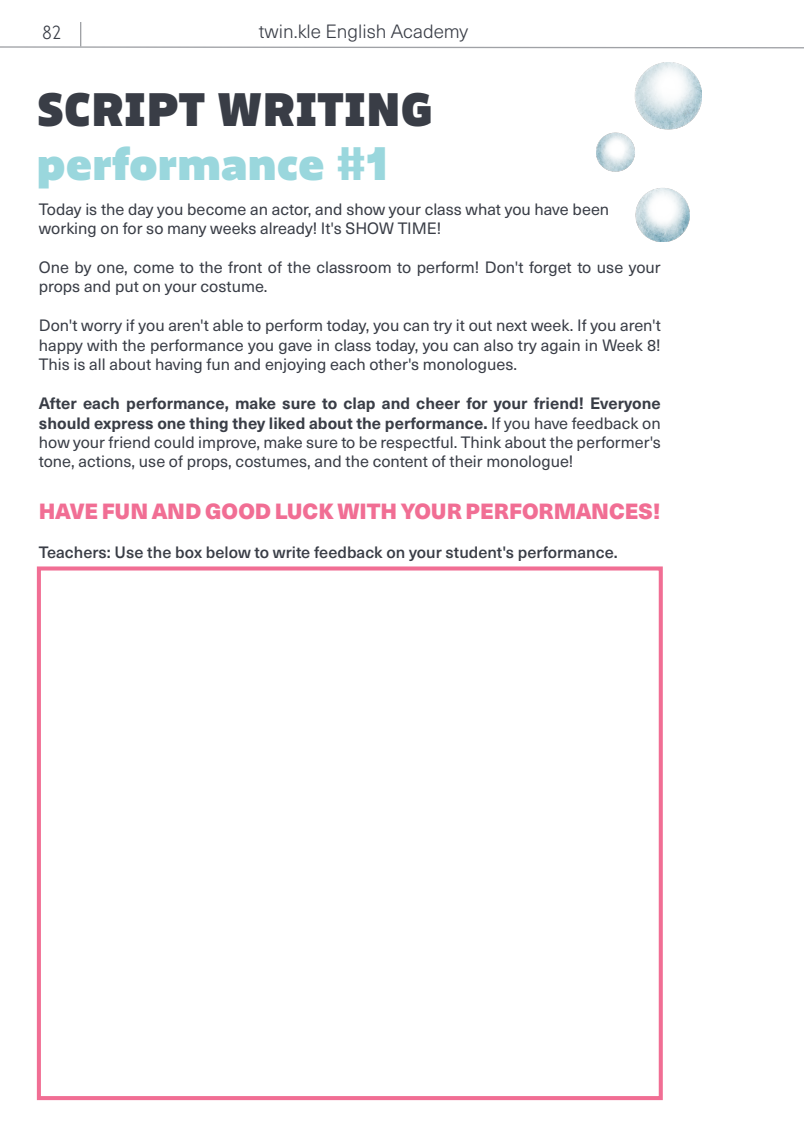 82
twin.kle English Academy
SCRIPT WRITING
performance #1
Today is the day you become an actor, and show your class what you have been
working on for so many weeks already! It's SHOW TIME!
One by one, come to the front of the classroom to perform! Don't forget to use your
props and put on your costume.
Don't worry if you aren't able to perform today, you can try it out next week. If you aren't
happy with the performance you gave in class today, you can also try again in Week 8!
This is all about having fun and enjoying each other's monologues.
After each performance, make sure to clap and cheer for your friend! Everyone
should express one thing they liked about the performance. If you have feedback on
how your friend could improve, make sure to be respectful. Think about the performer's
tone, actions, use of props, costumes, and the content of their monologue!
HAVE FUN AND GOOD LUCK WITH YOUR PERFORMANCES!
Teachers: Use the box below to write feedback on your student's performance.